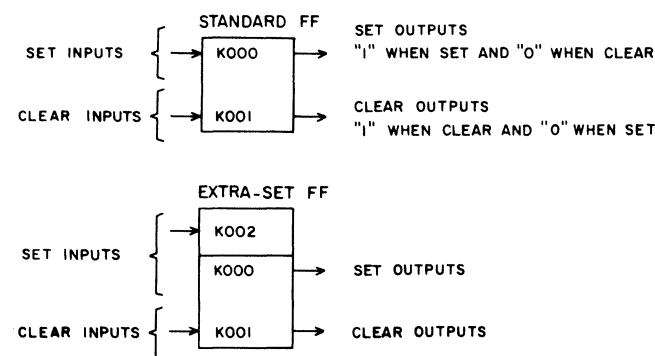 STANDARD FF
SET INPUTS
K000
SET OUTPUTS
"1" WHEN SET AND "0" WHEN CLEAR
CLEAR INPUTS
K001
CLEAR OUTPUTS
"1" WHEN CLEAR AND "0" WHEN SET
EXTRA-SET FF
K002
SET INPUTS
K000
SET OUTPUTS
CLEAR INPUTS
K001
CLEAR OUTPUTS